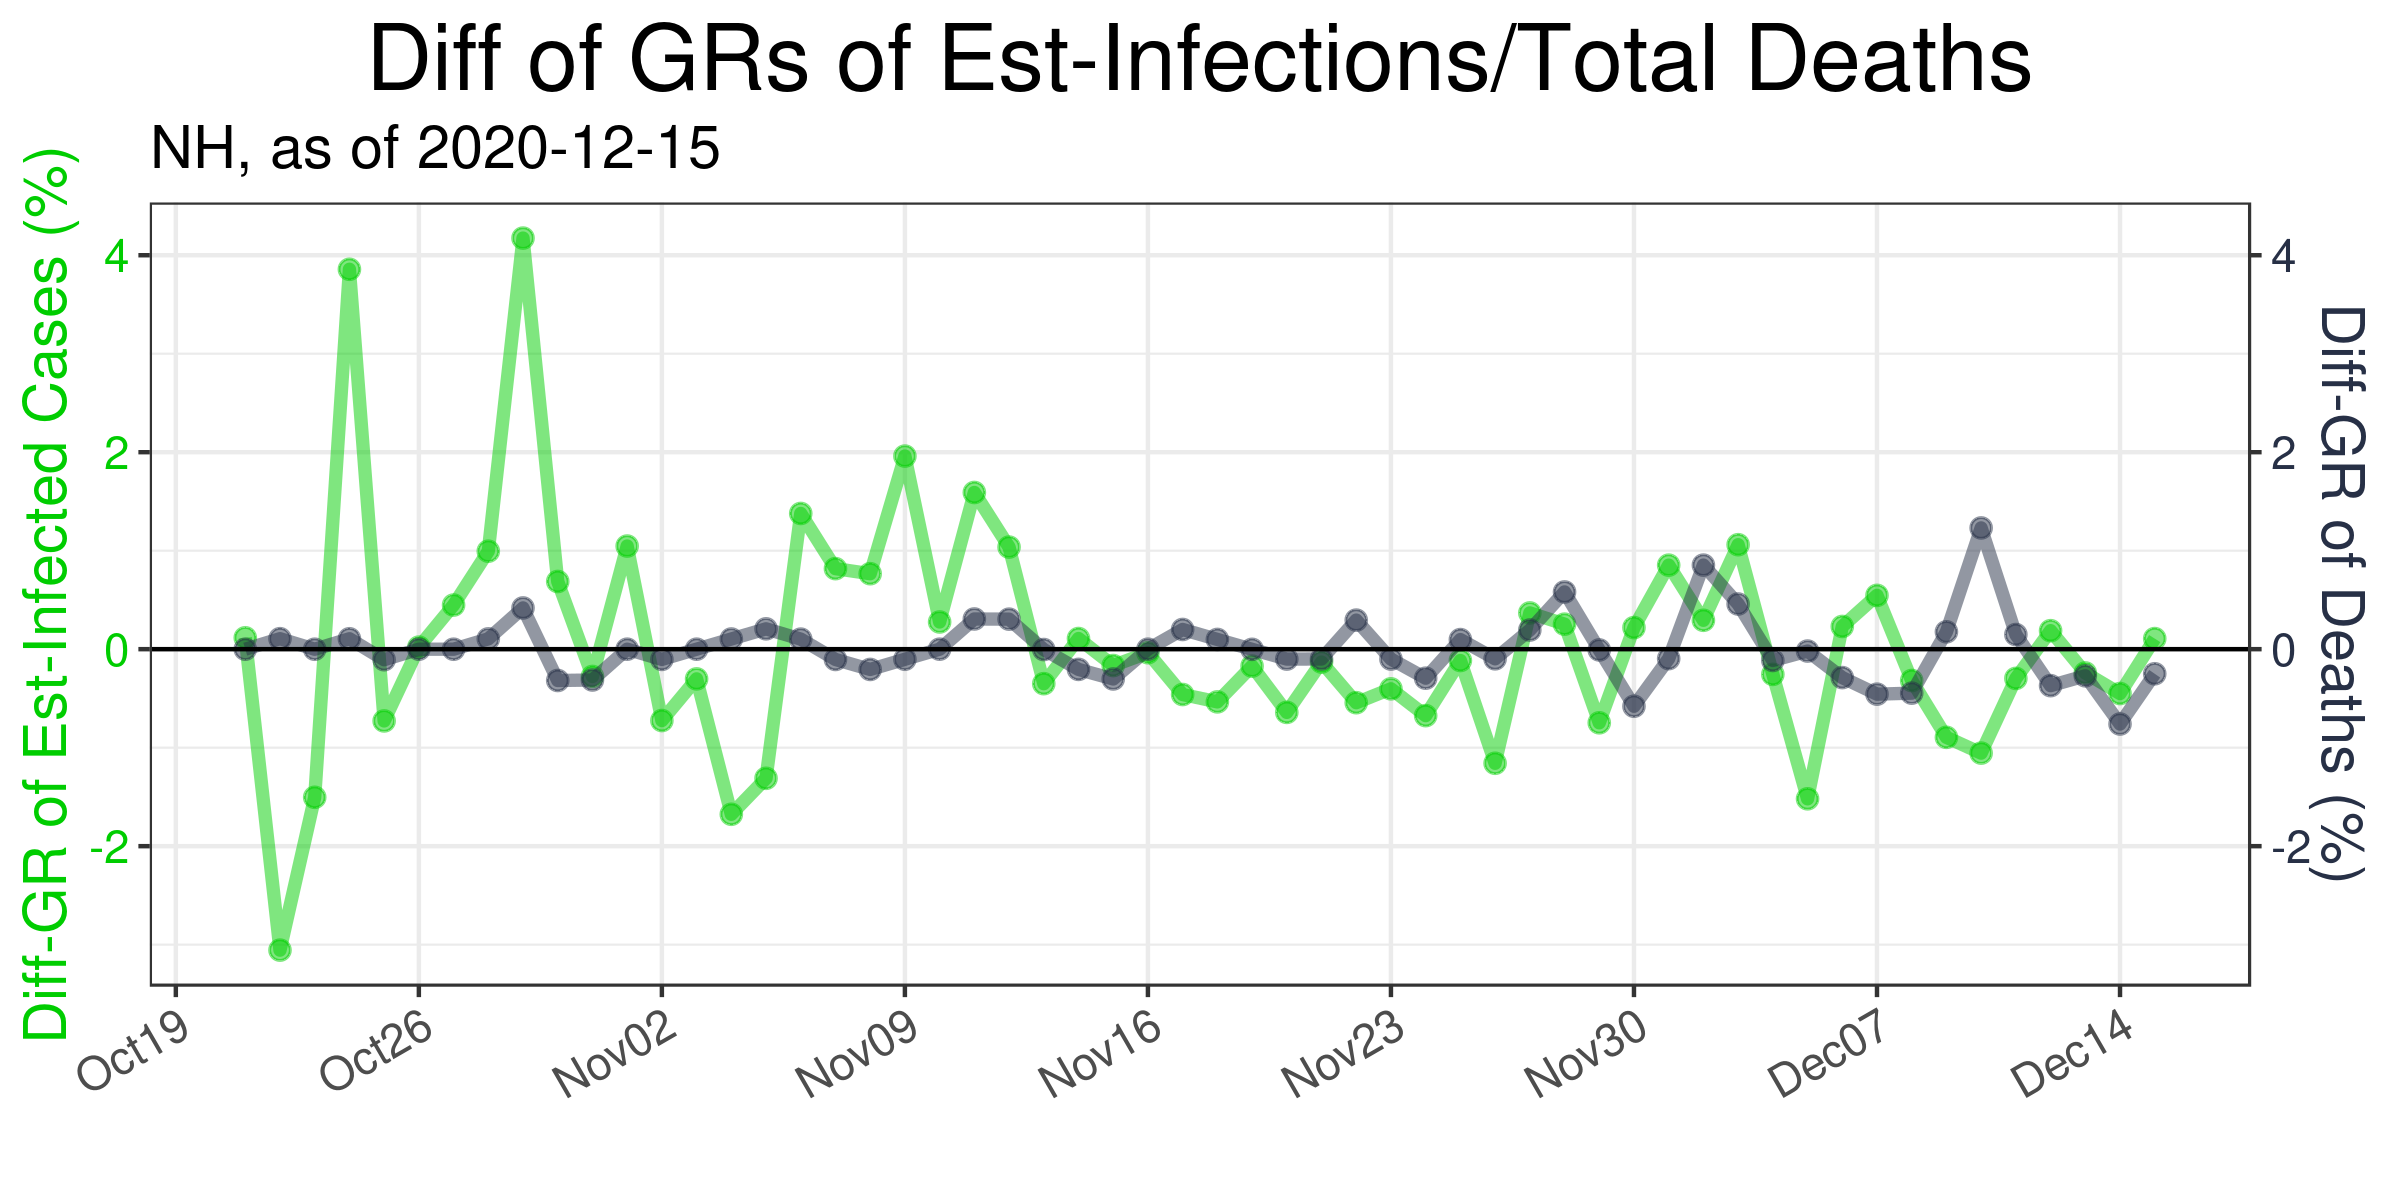 Diff of GRs of Est-Infections/Total Deaths
NH, as of 2020-12-15
Diff-GR of Est-Infected Cases (%)
4
2
0
-2
4
2
0
-2
Diff-GR of Deaths (%)
Oct19
Oct26
Nov02
Nov09
Nov16
Nov23
Nov30
Dec07
Dec14